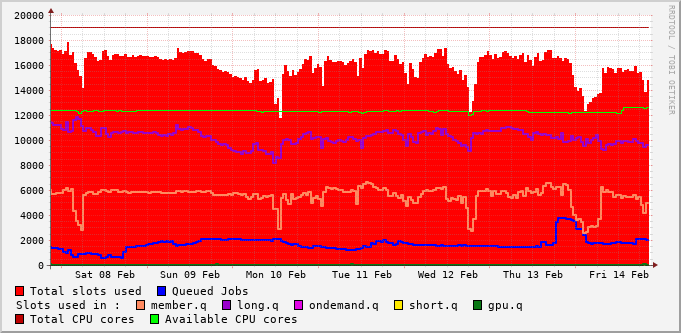 20000
18000
16000
14000
12000
10000
8000
6000
4000
2000
0
Sat 08 Feb Sun 09 Feb Mon 10 Feb Tue 11 Feb Wed 12 Feb Thu 13 Feb Fri 14 Feb
RRDTOOL / TOBI OETIKER
Total slots used Queued Jobs
Slots used in : member.q long.q ondemand.q short.q gpu.q
Total CPU cores Available CPU cores